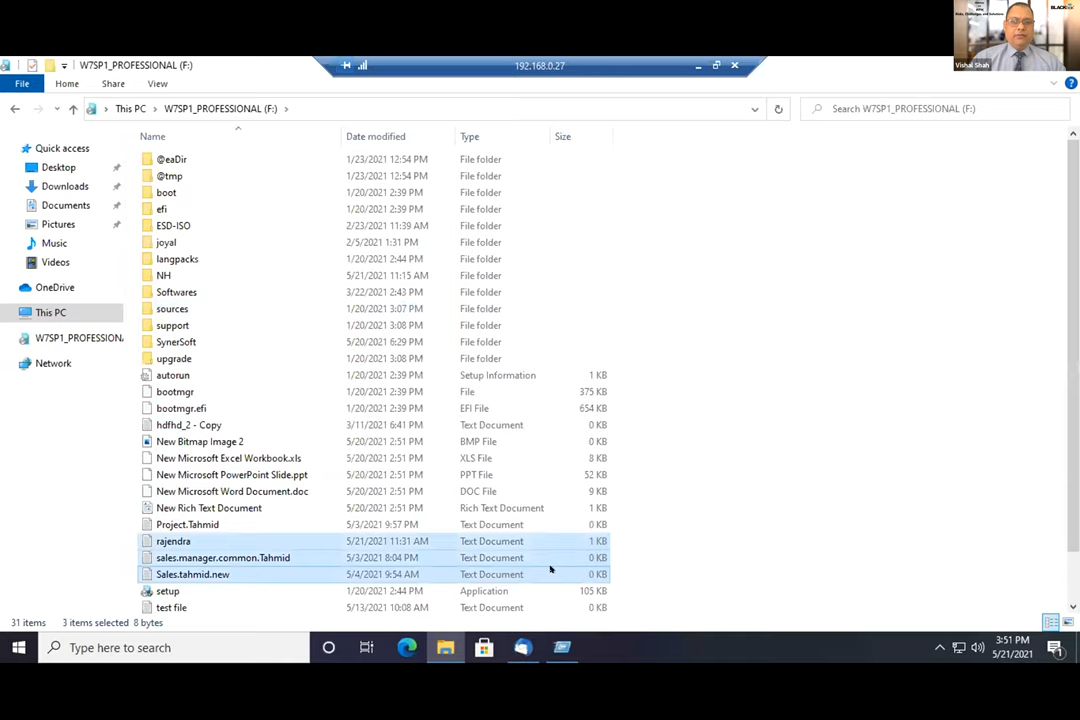 BLACK
Vishal Shah
W7SP1_PROFESSIONAL (F:)
192.168.0.27
File Home Share View
This PC > W7SP1_PROFESSIONAL (F:) >
Search W7SP1_PROFESSIONAL (F:)
Name Date modified Type Size
Quick access
Desktop
Downloads
Documents
Pictures
Music
Videos
OneDrive
This PC
W7SP1_PROFESSION
Network
@eaDir 1/23/2021 12:54 PM File folder
@tmp 1/23/2021 12:54 PM File folder
boot 1/20/2021 2:39 PM File folder
efi 1/20/2021 2:39 PM File folder
ESD-ISO 2/23/2021 11:39 AM File folder
joyal 2/5/2021 1:31 PM File folder
langpacks 1/20/2021 2:44 PM File folder
NH 5/21/2021 11:15 AM File folder
Softwares 3/22/2021 2:43 PM File folder
sources 1/20/2021 3:07 PM File folder
support 1/20/2021 3:08 PM File folder
SynerSoft 5/20/2021 6:29 PM File folder
upgrade 1/20/2021 3:08 PM File folder
autorun 1/20/2021 2:39 PM Setup Information 1 KB
bootmgr 1/20/2021 2:39 PM File 375 KB
bootmgr.efi 1/20/2021 2:39 PM EFI File 654 KB
hdfhd_2 - Copy 3/11/2021 6:41 PM Text Document 0 KB
New Bitmap Image 2 5/20/2021 2:51 PM BMP File 0 KB
New Microsoft Excel Workbook.xls 5/20/2021 2:51 PM XLS File 8 KB
New Microsoft PowerPoint Slide.ppt 5/20/2021 2:51 PM PPT File 52 KB
New Microsoft Word Document.doc 5/20/2021 2:51 PM DOC File 9 KB
New Rich Text Document 5/20/2021 2:51 PM Rich Text Document 1 KB
Project.Tahmid 5/3/2021 9:57 PM Text Document 0 KB
rajendra 5/21/2021 11:31 AM Text Document 1 KB
sales.manager.common.Tahmid 5/3/2021 8:04 PM Text Document 0 KB
Sales.tahmid.new 5/4/2021 9:54 AM Text Document 0 KB
setup 1/20/2021 2:44 PM Application 105 KB
test file 5/13/2021 10:08 AM Text Document 0 KB
31 items 3 items selected 8 bytes
Type here to search
3:51 PM
5/21/2021
1